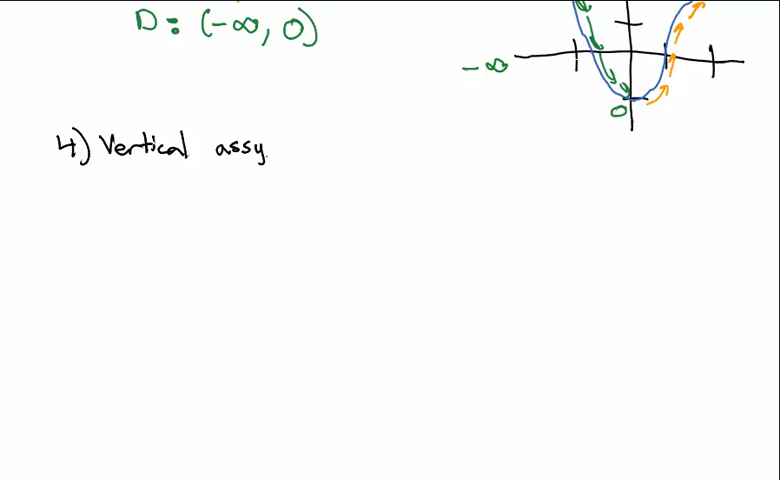 D: (-∞, 0)
-∞
0
4) Vertical assy